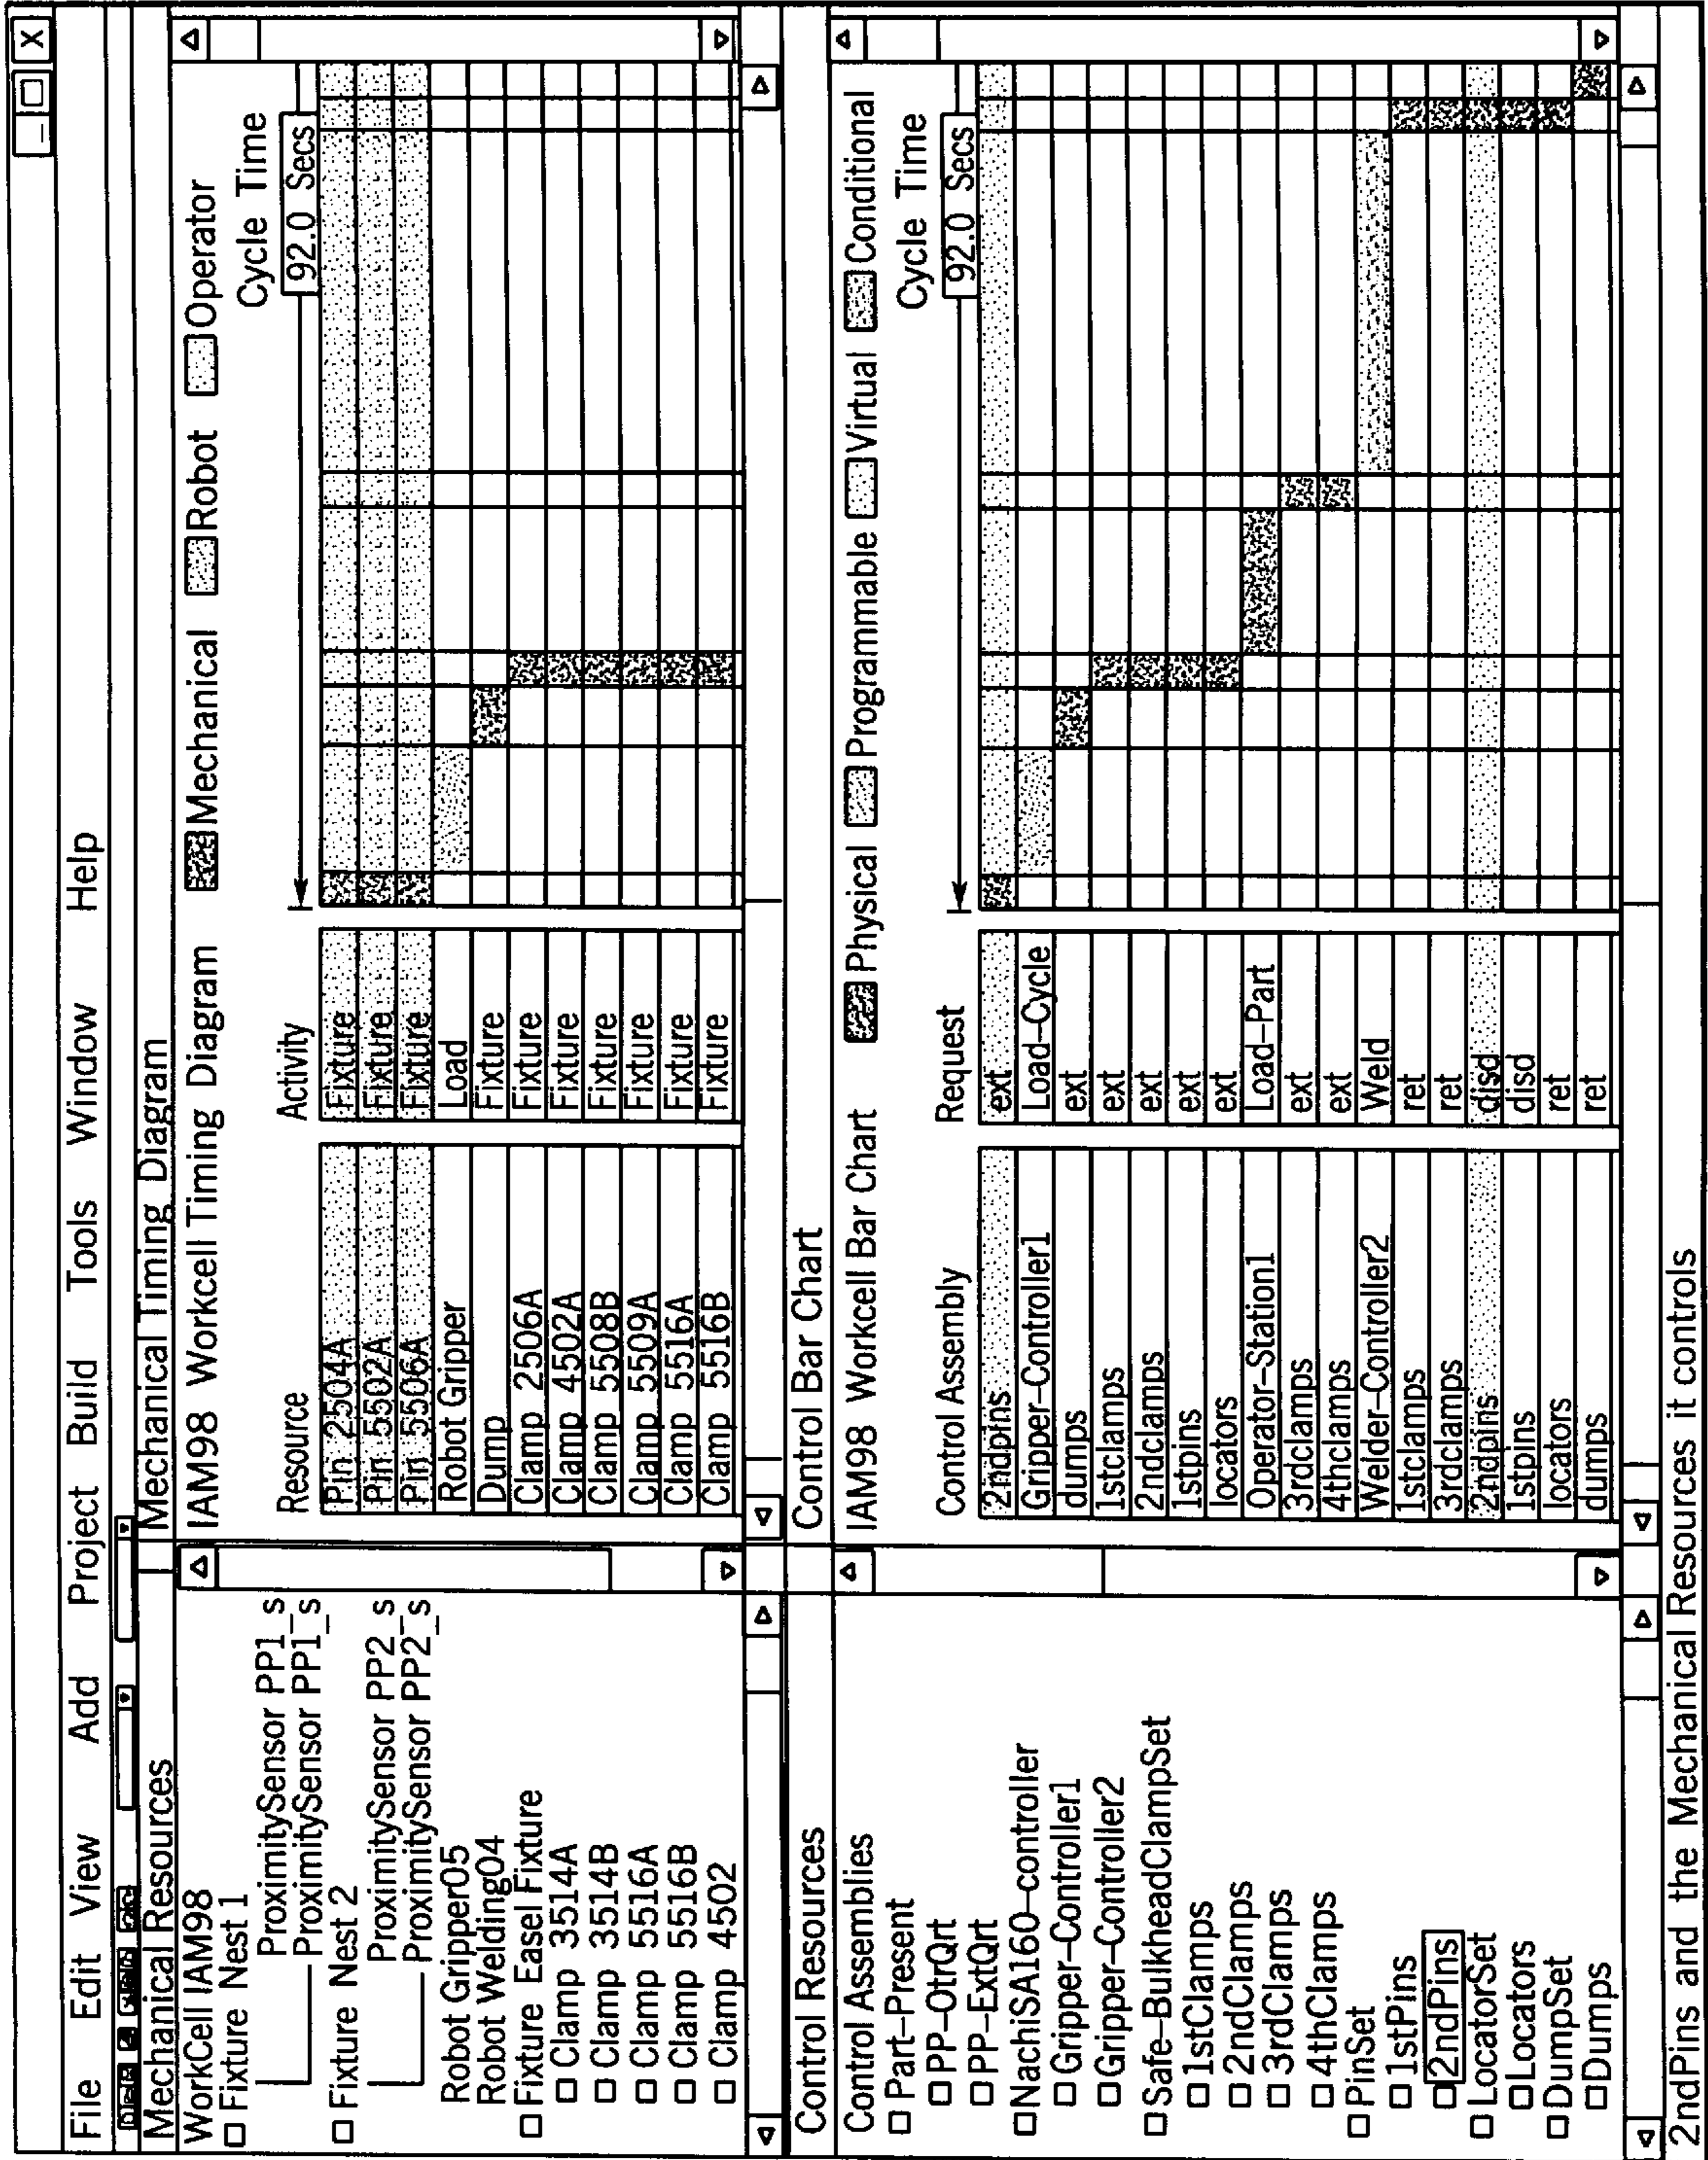 File Edit View Add Project Build Tools Window Help
Mechanical Resources
WorkCell IAM98
Fixture Nest 1
ProximitySensor PP1_s
ProximitySensor PP1_s
Fixture Nest 2
ProximitySensor PP2_s
ProximitySensor PP2_s
Robot Gripper05
Robot Welding04
Fixture Easel Fixture
Clamp 3514A
Clamp 3514B
Clamp 5516A
Clamp 5516B
Clamp 4502
Mechanical Timing Diagram
IAM98 Workcell Timing Diagram Mechanical Robot Operator
Cycle Time
92.0 Secs
Resource Activity
Pin 2504A Fixture
Pin 5502A Fixture
Pin 5506A Fixture
Robot Gripper Load
Dump Fixture
Clamp 2506A Fixture
Clamp 4502A Fixture
Clamp 5508B Fixture
Clamp 5509A Fixture
Clamp 5516A Fixture
Clamp 5516B Fixture
Control Resources
Control Assemblies
Part-Present
PP-OtrQrt
PP-ExtQrt
NachiSA160-controller
Gripper-Controller1
Gripper-Controller2
Safe-BulkheadClampSet
1stClamps
2ndClamps
3rdClamps
4thClamps
PinSet
1stPins
2ndPins
LocatorSet
Locators
DumpSet
Dumps
Control Bar Chart
IAM98 Workcell Bar Chart Physical Programmable Virtual Conditional
Cycle Time
92.0 Secs
Control Assembly Request
2ndpins ext
Gripper-Controller1 Load-Cycle
dumps ext
1stclamps ext
2ndclamps ext
1stpins ext
locators ext
Operator-Station1 Load-Part
3rdclamps ext
4thclamps ext
Welder-Controller2 Weld
1stclamps ret
3rdclamps ret
2ndpins disd
1stpins disd
locators ret
dumps ret
2ndPins and the Mechanical Resources it controls